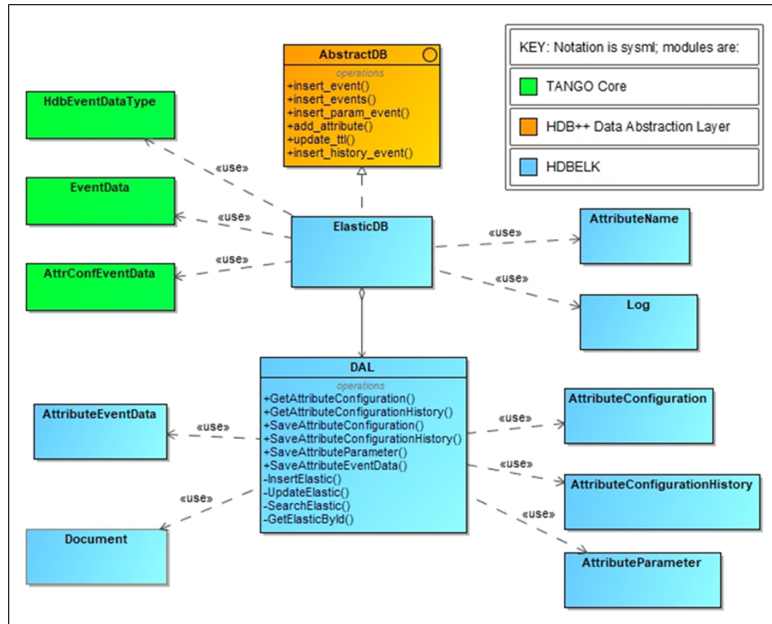 KEY: Notation is sysml; modules are:
TANGO Core
HDB++ Data Abstraction Layer
HDBELK
AbstractDB
operations
+insert_event()
+insert_events()
+insert_param_event()
+add_attribute()
+update_ttl()
+insert_history_event()
HdbEventDataType
«use»
EventData
«use»
AttrConfEventData
«use»
ElasticDB
«use»
AttributeName
«use»
Log
DAL
operations
+GetAttributeConfiguration()
+GetAttributeConfigurationHistory()
+SaveAttributeConfiguration()
+SaveAttributeConfigurationHistory()
+SaveAttributeParameter()
+SaveAttributeEventData()
-InsertElastic()
-UpdateElastic()
-SearchElastic()
-GetElasticById()
AttributeEventData
«use»
Document
«use»
«use»
AttributeConfiguration
«use»
AttributeConfigurationHistory
«use»
AttributeParameter